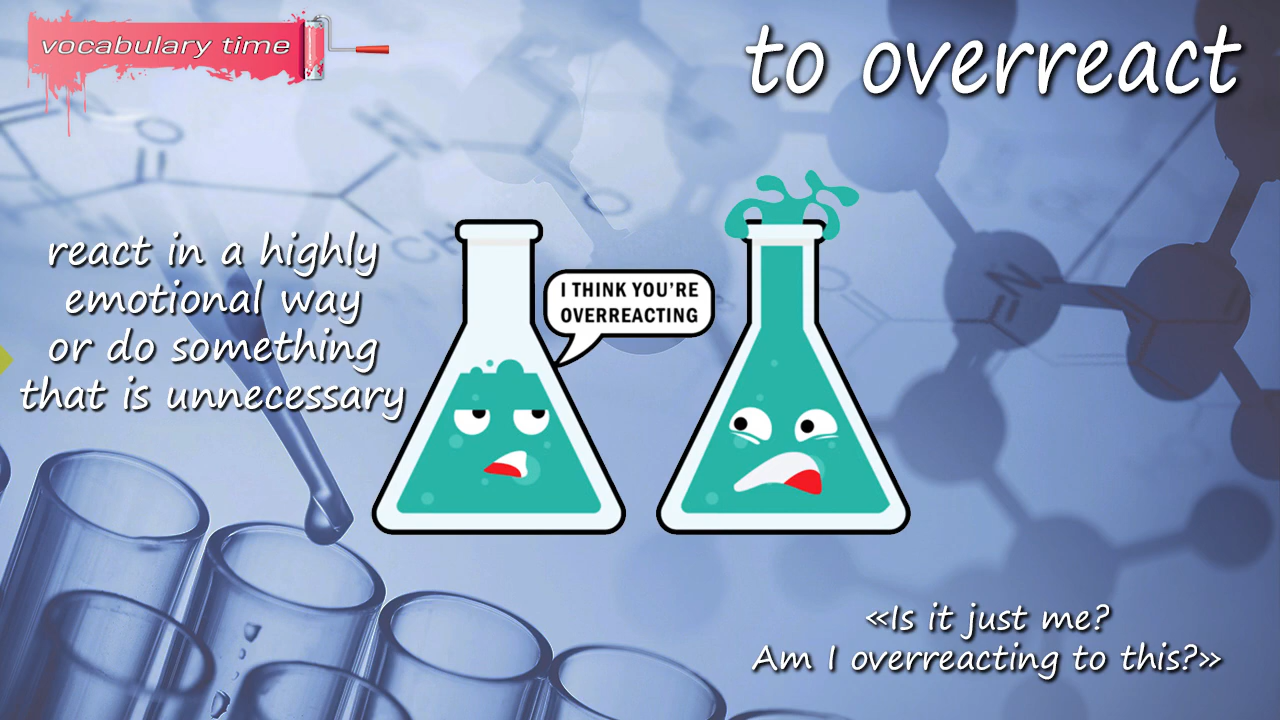 vocabulary time
to overreact
react in a highly
emotional way
or do something
that is unnecessary
I THINK YOU'RE
OVERREACTING
O
O
CH
N
«Is it just me?
Am I overreacting to this?»